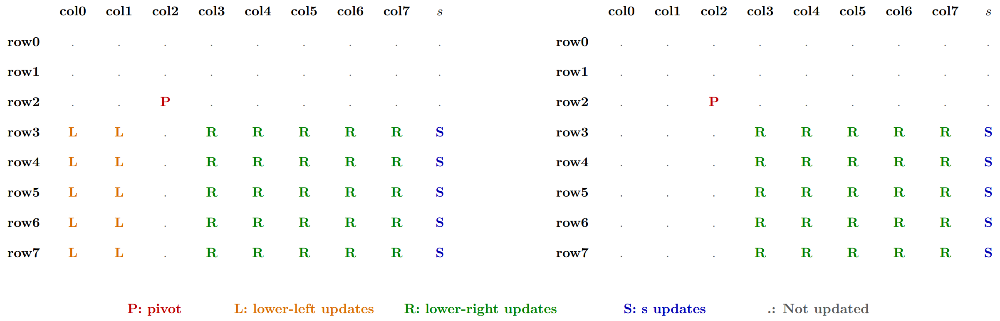 col0 col1 col2 col3 col4 col5 col6 col7 s col0 col1 col2 col3 col4 col5 col6 col7 s
row0 . . . . . . . . . row0 . . . . . . . . .
row1 . . . . . . . . . row1 . . . . . . . . .
row2 . . P . . . . . . row2 . . P . . . . . .
row3 L L . R R R R R S row3 . . . R R R R R S
row4 L L . R R R R R S row4 . . . R R R R R S
row5 L L . R R R R R S row5 . . . R R R R R S
row6 L L . R R R R R S row6 . . . R R R R R S
row7 L L . R R R R R S row7 . . . R R R R R S
P: pivot L: lower-left updates R: lower-right updates S: s updates .: Not updated